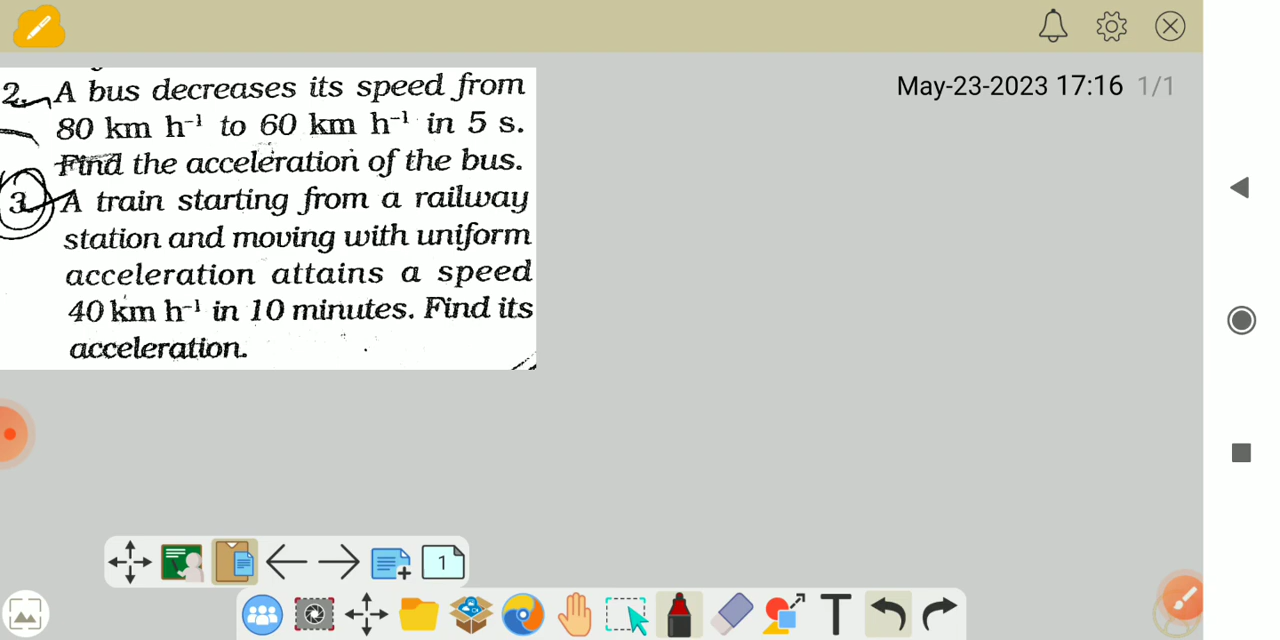 May-23-2023 17:16 1/1
2. A bus decreases its speed from
80 km h⁻¹ to 60 km h⁻¹ in 5 s.
Find the acceleration of the bus.
3. A train starting from a railway
station and moving with uniform
acceleration attains a speed
40 km h⁻¹ in 10 minutes. Find its
acceleration.
1
T